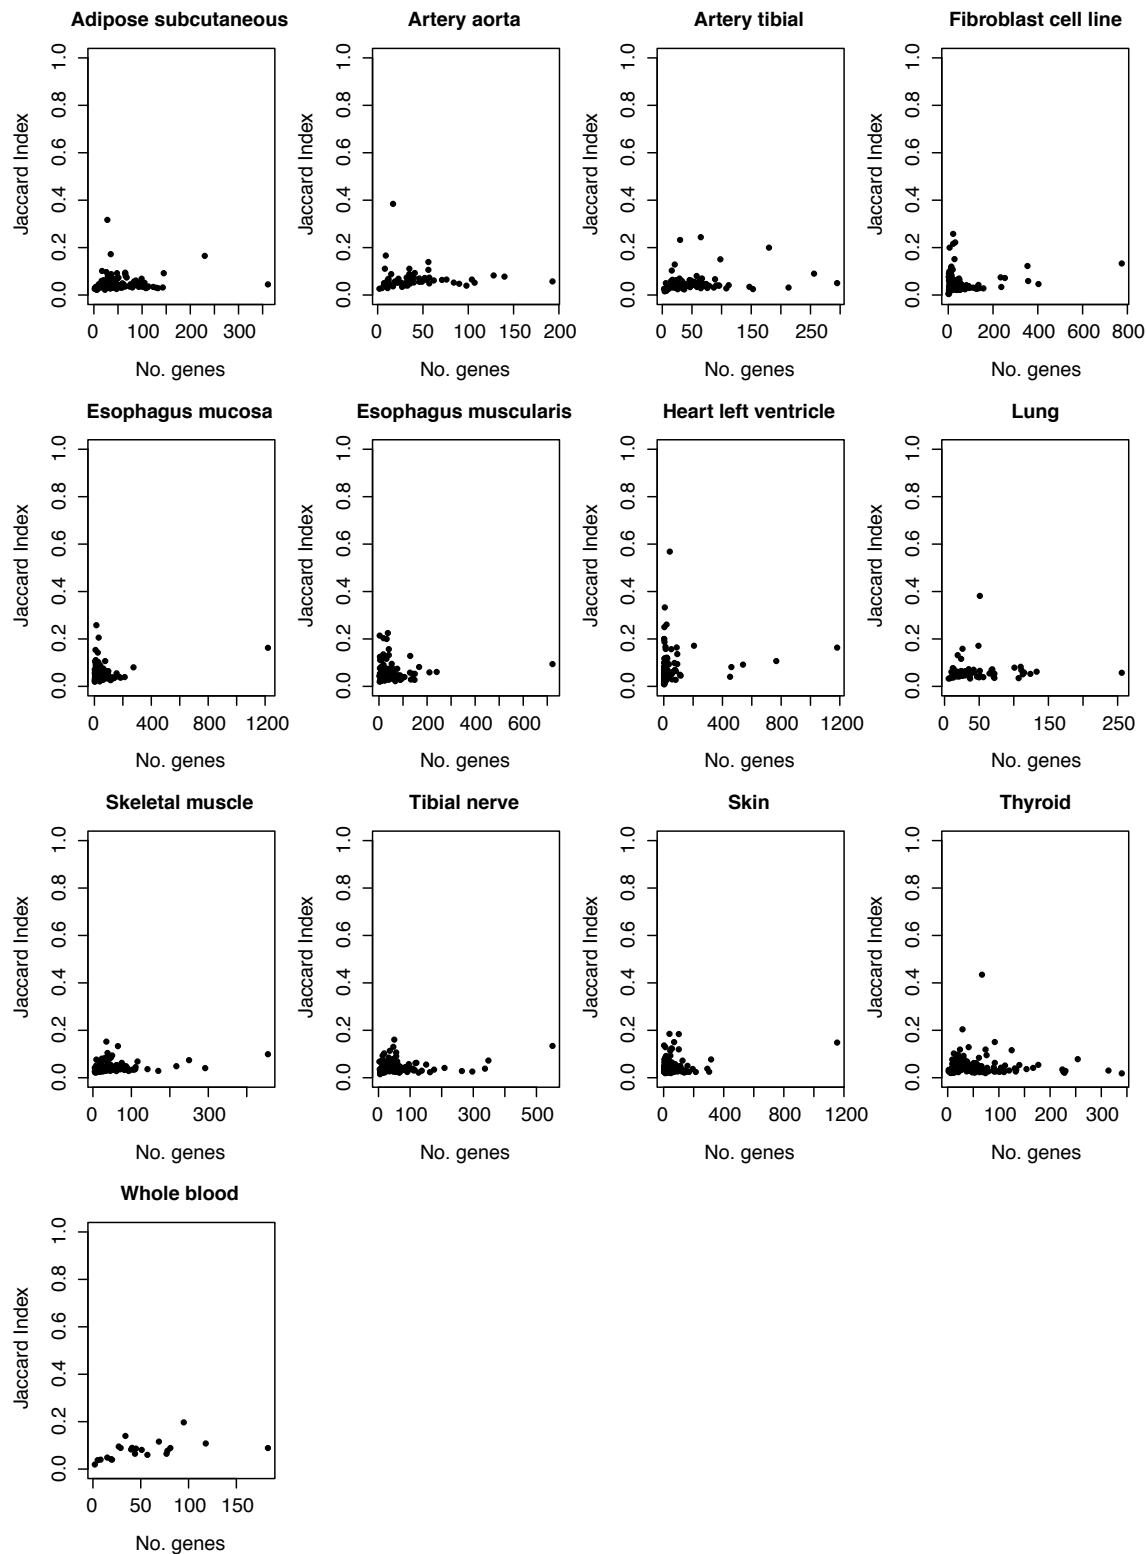 Adipose subcutaneous
Jaccard Index
0.0 0.2 0.4 0.6 0.8 1.0
0 100 200 300
No. genes
Artery aorta
Jaccard Index
0.0 0.2 0.4 0.6 0.8 1.0
0 50 100 150 200
No. genes
Artery tibial
Jaccard Index
0.0 0.2 0.4 0.6 0.8 1.0
0 50 150 250
No. genes
Fibroblast cell line
Jaccard Index
0.0 0.2 0.4 0.6 0.8 1.0
0 200 400 600 800
No. genes
Esophagus mucosa
Jaccard Index
0.0 0.2 0.4 0.6 0.8 1.0
0 400 800 1200
No. genes
Esophagus muscularis
Jaccard Index
0.0 0.2 0.4 0.6 0.8 1.0
0 200 400 600
No. genes
Heart left ventricle
Jaccard Index
0.0 0.2 0.4 0.6 0.8 1.0
0 400 800 1200
No. genes
Lung
Jaccard Index
0.0 0.2 0.4 0.6 0.8 1.0
0 50 150 250
No. genes
Skeletal muscle
Jaccard Index
0.0 0.2 0.4 0.6 0.8 1.0
0 100 300
No. genes
Tibial nerve
Jaccard Index
0.0 0.2 0.4 0.6 0.8 1.0
0 100 300 500
No. genes
Skin
Jaccard Index
0.0 0.2 0.4 0.6 0.8 1.0
0 400 800 1200
No. genes
Thyroid
Jaccard Index
0.0 0.2 0.4 0.6 0.8 1.0
0 100 200 300
No. genes
Whole blood
Jaccard Index
0.0 0.2 0.4 0.6 0.8 1.0
0 50 100 150
No. genes